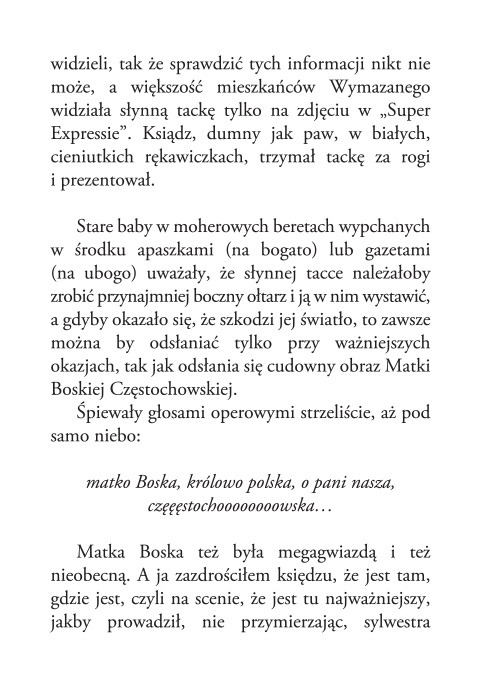 widzieli, tak że sprawdzić tych informacji nikt nie
może, a większość mieszkańców Wymazanego
widziała słynną tackę tylko na zdjęciu w „Super
Expressie”. Ksiądz, dumny jak paw, w białych,
cieniutkich rękawiczkach, trzymał tackę za rogi
i prezentował.
Stare baby w moherowych beretach wypchanych
w środku apaszkami (na bogato) lub gazetami
(na ubogo) uważały, że słynnej tacce należałoby
zrobić przynajmniej boczny ołtarz i ją w nim wystawić,
a gdyby okazało się, że szkodzi jej światło, to zawsze
można by odsłaniać tylko przy ważniejszych
okazjach, tak jak odsłania się cudowny obraz Matki
Boskiej Częstochowskiej.
Śpiewały głosami operowymi strzeliście, aż pod
samo niebo:
matko Boska, królowo polska, o pani nasza,
częęęstochoooooooowska…
Matka Boska też była megagwiazdą i też
nieobecną. A ja zazdrościłem księdzu, że jest tam,
gdzie jest, czyli na scenie, że jest tu najważniejszy,
jakby prowadził, nie przymierzając, sylwestra